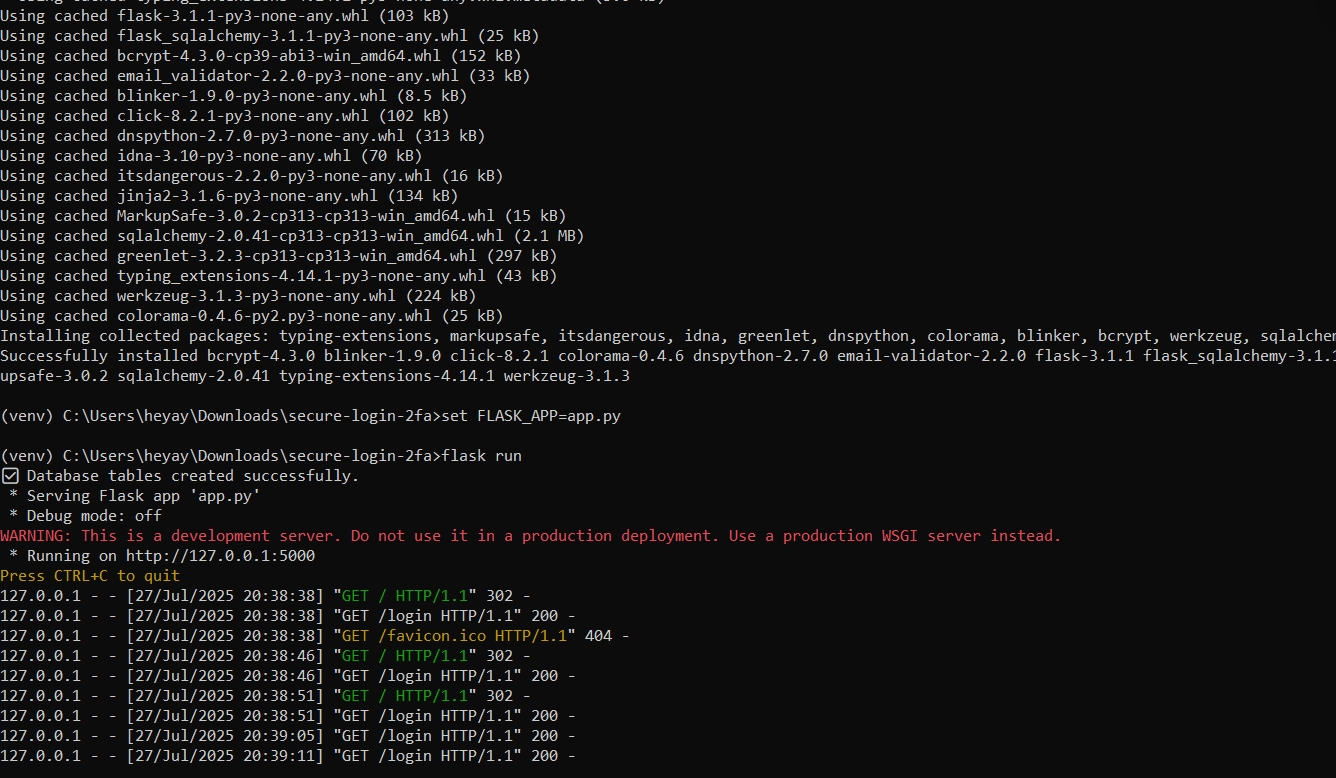 Using cached flask-3.1.1-py3-none-any.whl (103 kB)
Using cached flask_sqlalchemy-3.1.1-py3-none-any.whl (25 kB)
Using cached bcrypt-4.3.0-cp39-abi3-win_amd64.whl (152 kB)
Using cached email_validator-2.2.0-py3-none-any.whl (33 kB)
Using cached blinker-1.9.0-py3-none-any.whl (8.5 kB)
Using cached click-8.2.1-py3-none-any.whl (102 kB)
Using cached dnspython-2.7.0-py3-none-any.whl (313 kB)
Using cached idna-3.10-py3-none-any.whl (70 kB)
Using cached itsdangerous-2.2.0-py3-none-any.whl (16 kB)
Using cached jinja2-3.1.6-py3-none-any.whl (134 kB)
Using cached MarkupSafe-3.0.2-cp313-cp313-win_amd64.whl (15 kB)
Using cached sqlalchemy-2.0.41-cp313-cp313-win_amd64.whl (2.1 MB)
Using cached greenlet-3.2.3-cp313-cp313-win_amd64.whl (297 kB)
Using cached typing_extensions-4.14.1-py3-none-any.whl (43 kB)
Using cached werkzeug-3.1.3-py3-none-any.whl (224 kB)
Using cached colorama-0.4.6-py2.py3-none-any.whl (25 kB)
Installing collected packages: typing-extensions, markupsafe, itsdangerous, idna, greenlet, dnspython, colorama, blinker, bcrypt, werkzeug, sqlalchem
Successfully installed bcrypt-4.3.0 blinker-1.9.0 click-8.2.1 colorama-0.4.6 dnspython-2.7.0 email-validator-2.2.0 flask-3.1.1 flask_sqlalchemy-3.1.1
upsafe-3.0.2 sqlalchemy-2.0.41 typing-extensions-4.14.1 werkzeug-3.1.3
(venv) C:\Users\heyay\Downloads\secure-login-2fa>set FLASK_APP=app.py
(venv) C:\Users\heyay\Downloads\secure-login-2fa>flask run
☑ Database tables created successfully.
 * Serving Flask app 'app.py'
 * Debug mode: off
WARNING: This is a development server. Do not use it in a production deployment. Use a production WSGI server instead.
 * Running on http://127.0.0.1:5000
Press CTRL+C to quit
127.0.0.1 - - [27/Jul/2025 20:38:38] "GET / HTTP/1.1" 302 -
127.0.0.1 - - [27/Jul/2025 20:38:38] "GET /login HTTP/1.1" 200 -
127.0.0.1 - - [27/Jul/2025 20:38:38] "GET /favicon.ico HTTP/1.1" 404 -
127.0.0.1 - - [27/Jul/2025 20:38:46] "GET / HTTP/1.1" 302 -
127.0.0.1 - - [27/Jul/2025 20:38:46] "GET /login HTTP/1.1" 200 -
127.0.0.1 - - [27/Jul/2025 20:38:51] "GET / HTTP/1.1" 302 -
127.0.0.1 - - [27/Jul/2025 20:38:51] "GET /login HTTP/1.1" 200 -
127.0.0.1 - - [27/Jul/2025 20:39:05] "GET /login HTTP/1.1" 200 -
127.0.0.1 - - [27/Jul/2025 20:39:11] "GET /login HTTP/1.1" 200 -